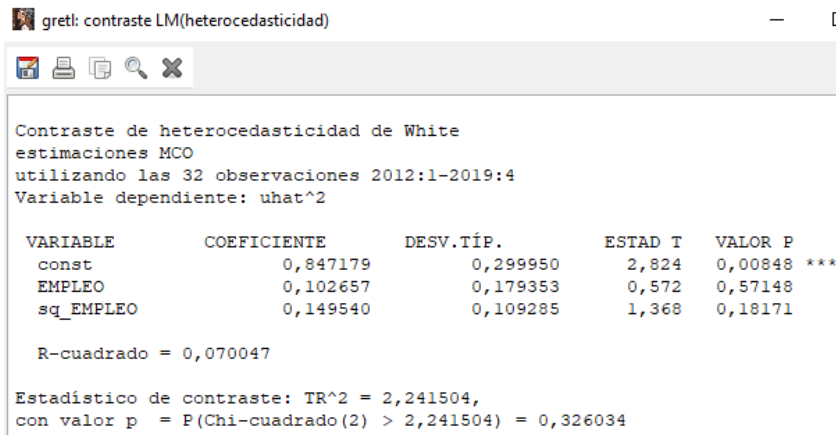 gretl: contraste LM(heterocedasticidad)
Contraste de heterocedasticidad de White
estimaciones MCO
utilizando las 32 observaciones 2012:1-2019:4
Variable dependiente: uhat^2
VARIABLE COEFICIENTE DESV.TÍP. ESTAD T VALOR P
const 0,847179 0,299950 2,824 0,00848 ***
EMPLEO 0,102657 0,179353 0,572 0,57148
sq_EMPLEO 0,149540 0,109285 1,368 0,18171
R-cuadrado = 0,070047
Estadístico de contraste: TR^2 = 2,241504,
con valor p = P(Chi-cuadrado(2) > 2,241504) = 0,326034